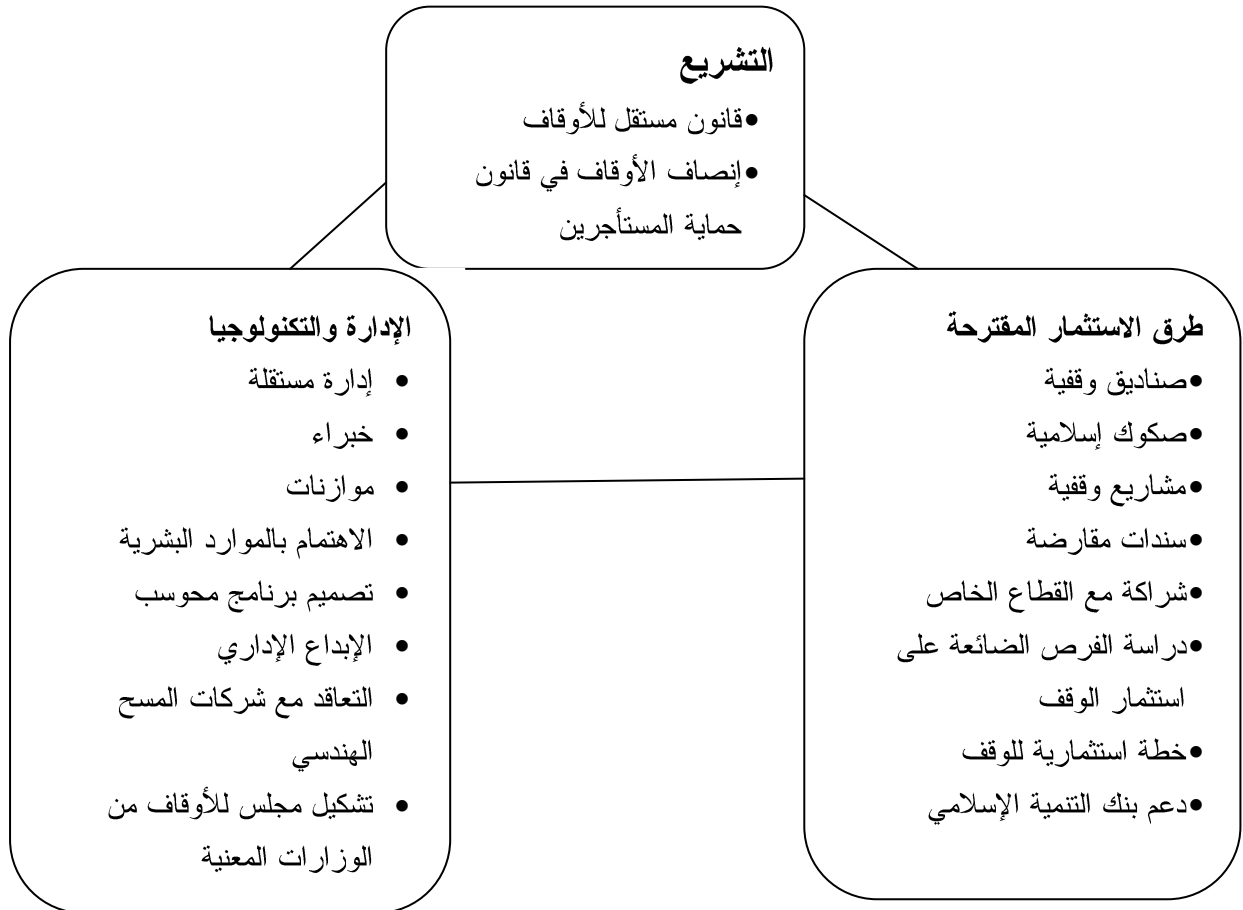 التشريع
•قانون مستقل للأوقاف
•إنصاف الأوقاف في قانون
حماية المستأجرين
طرق الاستثمار المقترحة
•صناديق وقفية
•صكوك إسلامية
•مشاريع وقفية
•سندات مقارضة
•شراكة مع القطاع الخاص
•دراسة الفرص الضائعة على
استثمار الوقف
•خطة استثمارية للوقف
•دعم بنك التنمية الإسلامي
الإدارة والتكنولوجيا
• إدارة مستقلة
• خبراء
• موازنات
• الاهتمام بالموارد البشرية
• تصميم برنامج محوسب
• الإبداع الإداري
• التعاقد مع شركات المسح
الهندسي
• تشكيل مجلس للأوقاف من
الوزارات المعنية